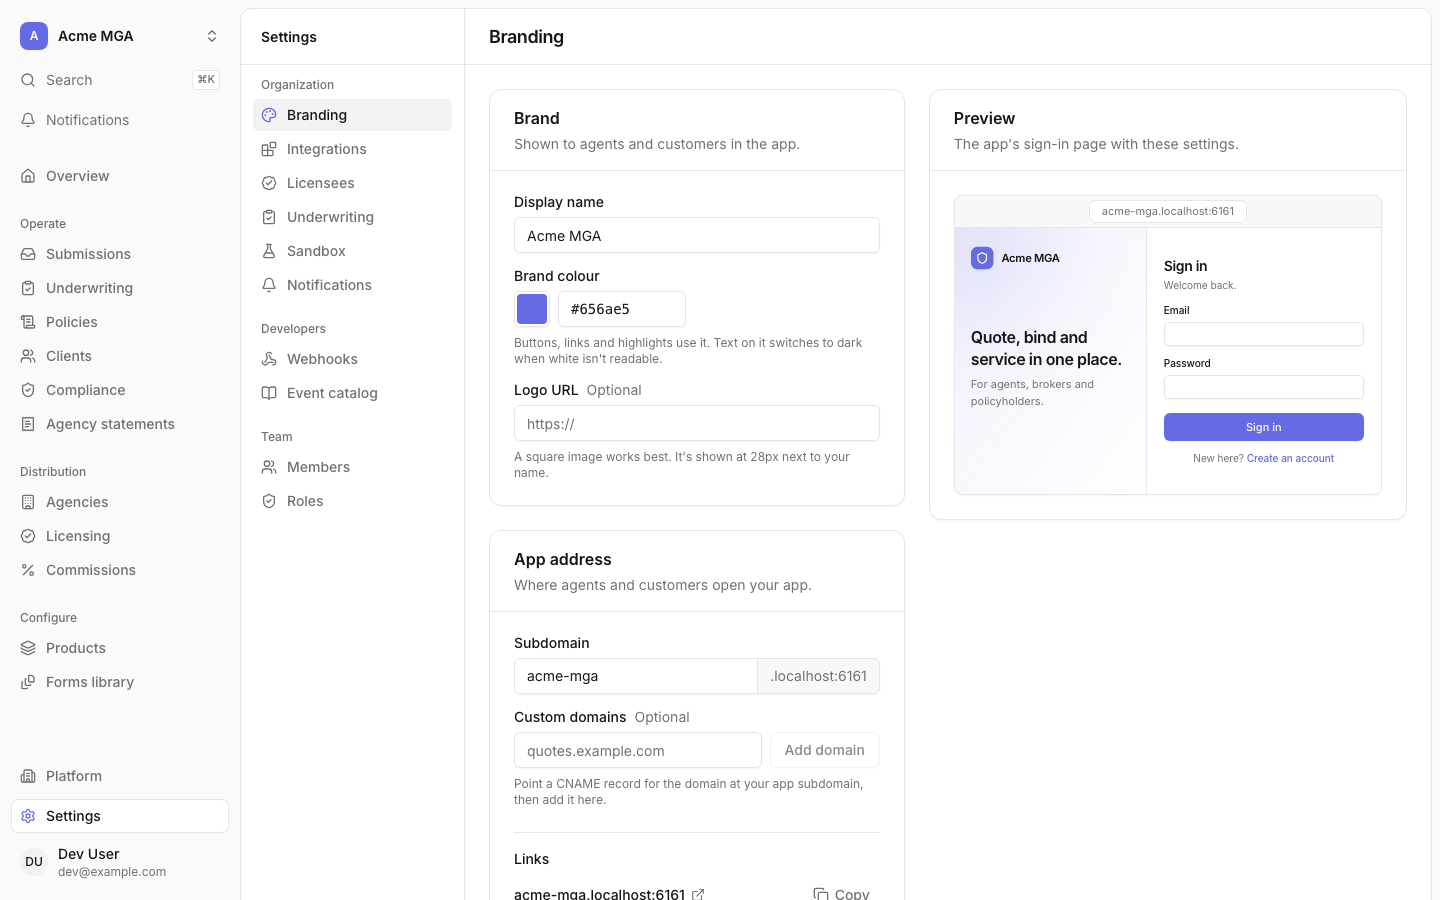 A
Acme MGA
Search
⌘K
Notifications
Overview
Operate
Submissions
Underwriting
Policies
Clients
Compliance
Agency statements
Distribution
Agencies
Licensing
Commissions
Configure
Products
Forms library
Platform
Settings
DU
Dev User
dev@example.com
Settings
Organization
Branding
Integrations
Licensees
Underwriting
Sandbox
Notifications
Developers
Webhooks
Event catalog
Team
Members
Roles
Branding
Brand
Shown to agents and customers in the app.
Display name
Acme MGA
Brand colour
#656ae5
Buttons, links and highlights use it. Text on it switches to dark
when white isn't readable.
Logo URL Optional
https://
A square image works best. It's shown at 28px next to your
name.
App address
Where agents and customers open your app.
Subdomain
acme-mga .localhost:6161
Custom domains Optional
quotes.example.com
Add domain
Point a CNAME record for the domain at your app subdomain,
then add it here.
Links
acme-mga.localhost:6161
Copy
Preview
The app's sign-in page with these settings.
acme-mga.localhost:6161
Acme MGA
Quote, bind and
service in one place.
For agents, brokers and
policyholders.
Sign in
Welcome back.
Email
Password
Sign in
New here? Create an account